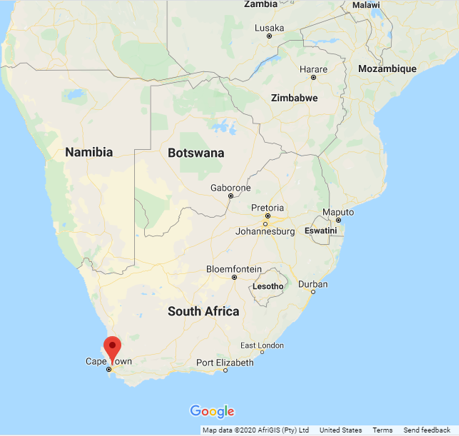 Zambia
Malawi
Lusaka
Harare
Mozambique
Zimbabwe
Namibia
Botswana
Gaborone
Pretoria
Maputo
Johannesburg
Eswatini
Bloemfontein
Lesotho
Durban
South Africa
East London
Cape Town
Port Elizabeth
Google
Map data ©2020 AfriGIS (Pty) Ltd United States Terms Send feedback